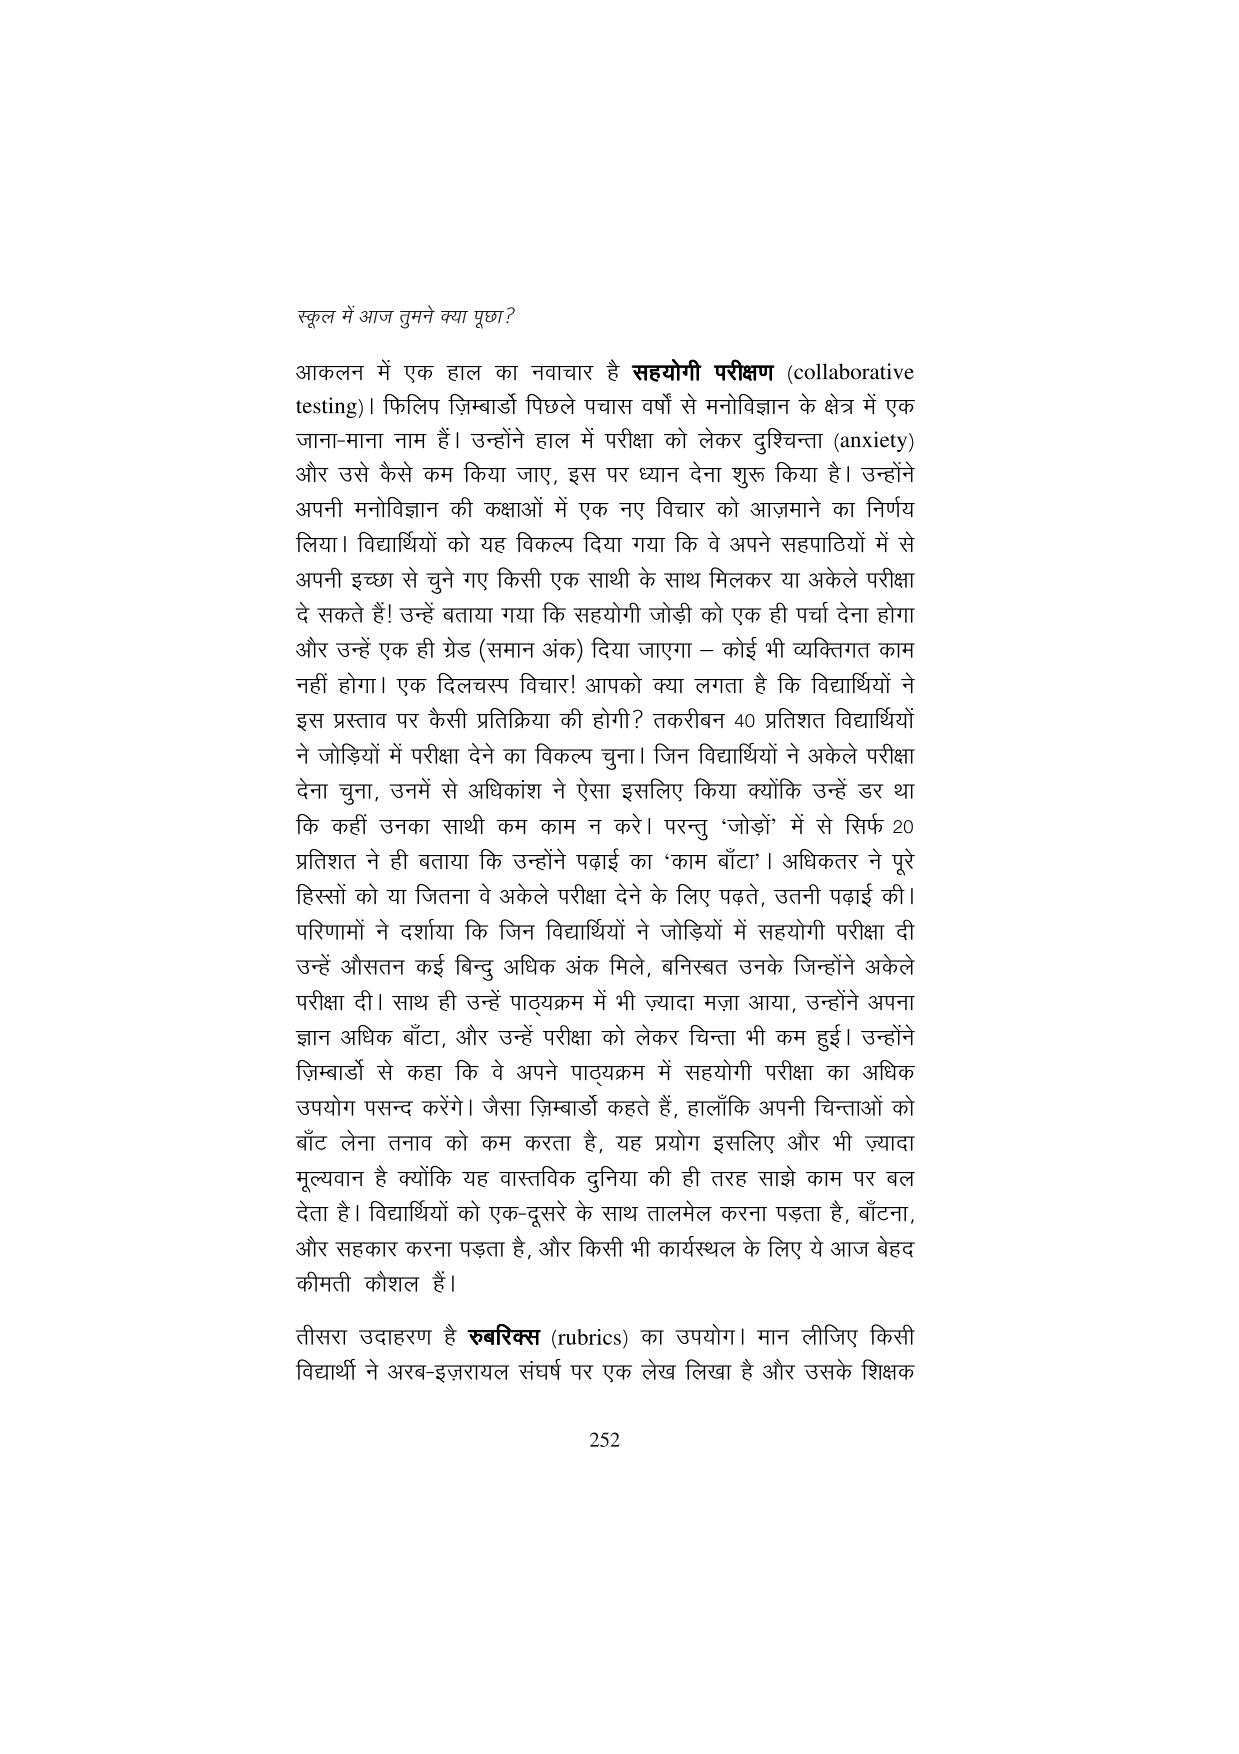 स्कूल में आज तुमने क्या पूछा?
आकलन में एक हाल का नवाचार है सहयोगी परीक्षण (collaborative
testing)। फिलिप ज़िम्बार्डो पिछले पचास वर्षों से मनोविज्ञान के क्षेत्र में एक
जाना-माना नाम हैं। उन्होंने हाल में परीक्षा को लेकर दुश्चिन्ता (anxiety)
और उसे कैसे कम किया जाए, इस पर ध्यान देना शुरू किया है। उन्होंने
अपनी मनोविज्ञान की कक्षाओं में एक नए विचार को आज़माने का निर्णय
लिया। विद्यार्थियों को यह विकल्प दिया गया कि वे अपने सहपाठियों में से
अपनी इच्छा से चुने गए किसी एक साथी के साथ मिलकर या अकेले परीक्षा
दे सकते हैं! उन्हें बताया गया कि सहयोगी जोड़ी को एक ही पर्चा देना होगा
और उन्हें एक ही ग्रेड (समान अंक) दिया जाएगा – कोई भी व्यक्तिगत काम
नहीं होगा। एक दिलचस्प विचार! आपको क्या लगता है कि विद्यार्थियों ने
इस प्रस्ताव पर कैसी प्रतिक्रिया की होगी? तकरीबन 40 प्रतिशत विद्यार्थियों
ने जोड़ियों में परीक्षा देने का विकल्प चुना। जिन विद्यार्थियों ने अकेले परीक्षा
देना चुना, उनमें से अधिकांश ने ऐसा इसलिए किया क्योंकि उन्हें डर था
कि कहीं उनका साथी कम काम न करे। परन्तु ‘जोड़ों’ में से सिर्फ 20
प्रतिशत ने ही बताया कि उन्होंने पढ़ाई का ‘काम बाँटा’। अधिकतर ने पूरे
हिस्सों को या जितना वे अकेले परीक्षा देने के लिए पढ़ते, उतनी पढ़ाई की।
परिणामों ने दर्शाया कि जिन विद्यार्थियों ने जोड़ियों में सहयोगी परीक्षा दी
उन्हें औसतन कई बिन्दु अधिक अंक मिले, बनिस्बत उनके जिन्होंने अकेले
परीक्षा दी। साथ ही उन्हें पाठ्यक्रम में भी ज़्यादा मज़ा आया, उन्होंने अपना
ज्ञान अधिक बाँटा, और उन्हें परीक्षा को लेकर चिन्ता भी कम हुई। उन्होंने
ज़िम्बार्डो से कहा कि वे अपने पाठ्यक्रम में सहयोगी परीक्षा का अधिक
उपयोग पसन्द करेंगे। जैसा ज़िम्बार्डो कहते हैं, हालाँकि अपनी चिन्ताओं को
बाँट लेना तनाव को कम करता है, यह प्रयोग इसलिए और भी ज़्यादा
मूल्यवान है क्योंकि यह वास्तविक दुनिया की ही तरह साझे काम पर बल
देता है। विद्यार्थियों को एक-दूसरे के साथ तालमेल करना पड़ता है, बाँटना,
और सहकार करना पड़ता है, और किसी भी कार्यस्थल के लिए ये आज बेहद
कीमती कौशल हैं।
तीसरा उदाहरण है रुबरिक्स (rubrics) का उपयोग। मान लीजिए किसी
विद्यार्थी ने अरब-इज़रायल संघर्ष पर एक लेख लिखा है और उसके शिक्षक
252